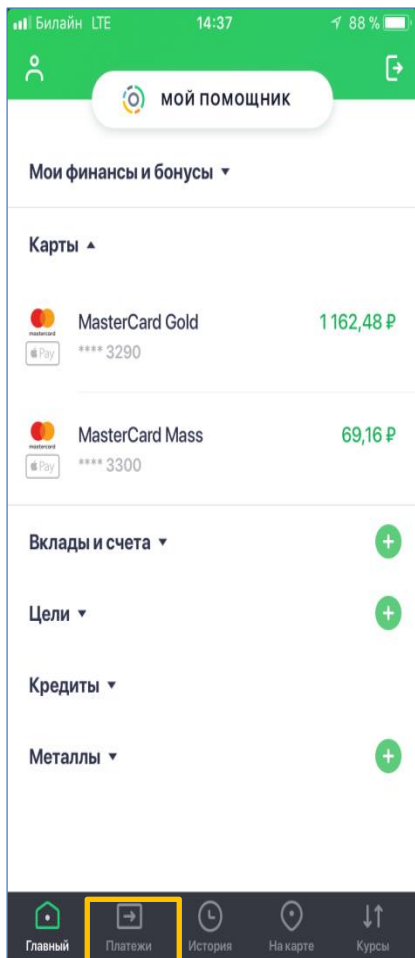 Билайн LTE 14:37 88 %
МОЙ ПОМОЩНИК
Мои финансы и бонусы
Карты
MasterCard Gold 1 162,48 ₽
mastercard
Pay **** 3290
MasterCard Mass 69,16 ₽
mastercard
Pay **** 3300
Вклады и счета
Цели
Кредиты
Металлы
Главный Платежи История На карте Курсы